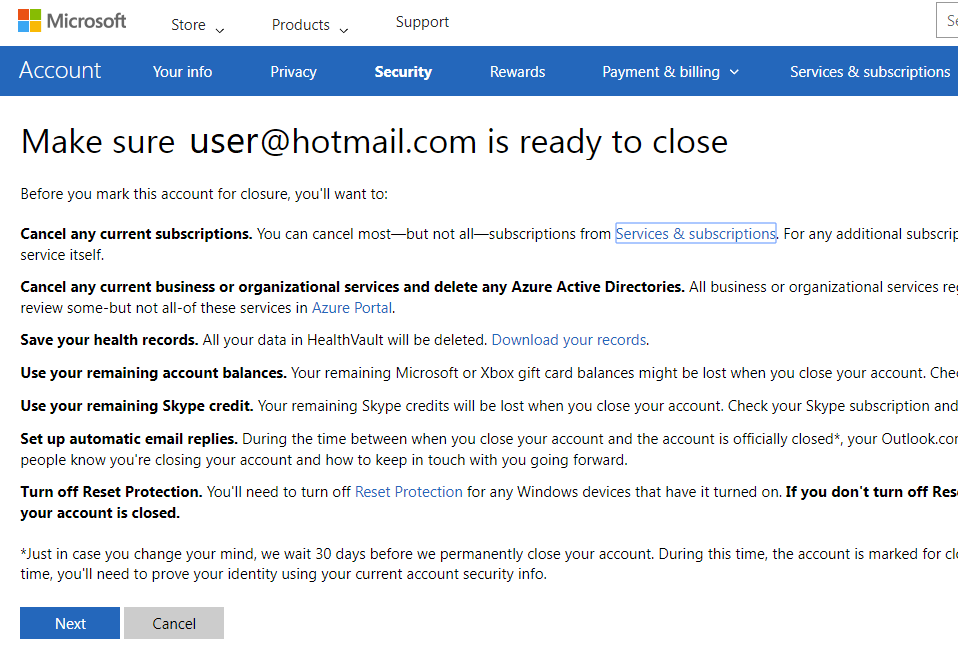 Microsoft Store Products Support Se
Account Your info Privacy Security Rewards Payment & billing Services & subscriptions
Make sure user@hotmail.com is ready to close
Before you mark this account for closure, you'll want to:
Cancel any current subscriptions. You can cancel most—but not all—subscriptions from Services & subscriptions. For any additional subscrip
service itself.
Cancel any current business or organizational services and delete any Azure Active Directories. All business or organizational services reg
review some-but not all-of these services in Azure Portal.
Save your health records. All your data in HealthVault will be deleted. Download your records.
Use your remaining account balances. Your remaining Microsoft or Xbox gift card balances might be lost when you close your account. Chec
Use your remaining Skype credit. Your remaining Skype credits will be lost when you close your account. Check your Skype subscription and
Set up automatic email replies. During the time between when you close your account and the account is officially closed*, your Outlook.cor
people know you're closing your account and how to keep in touch with you going forward.
Turn off Reset Protection. You'll need to turn off Reset Protection for any Windows devices that have it turned on. If you don't turn off Res
your account is closed.
*Just in case you change your mind, we wait 30 days before we permanently close your account. During this time, the account is marked for clo
time, you'll need to prove your identity using your current account security info.
Next Cancel